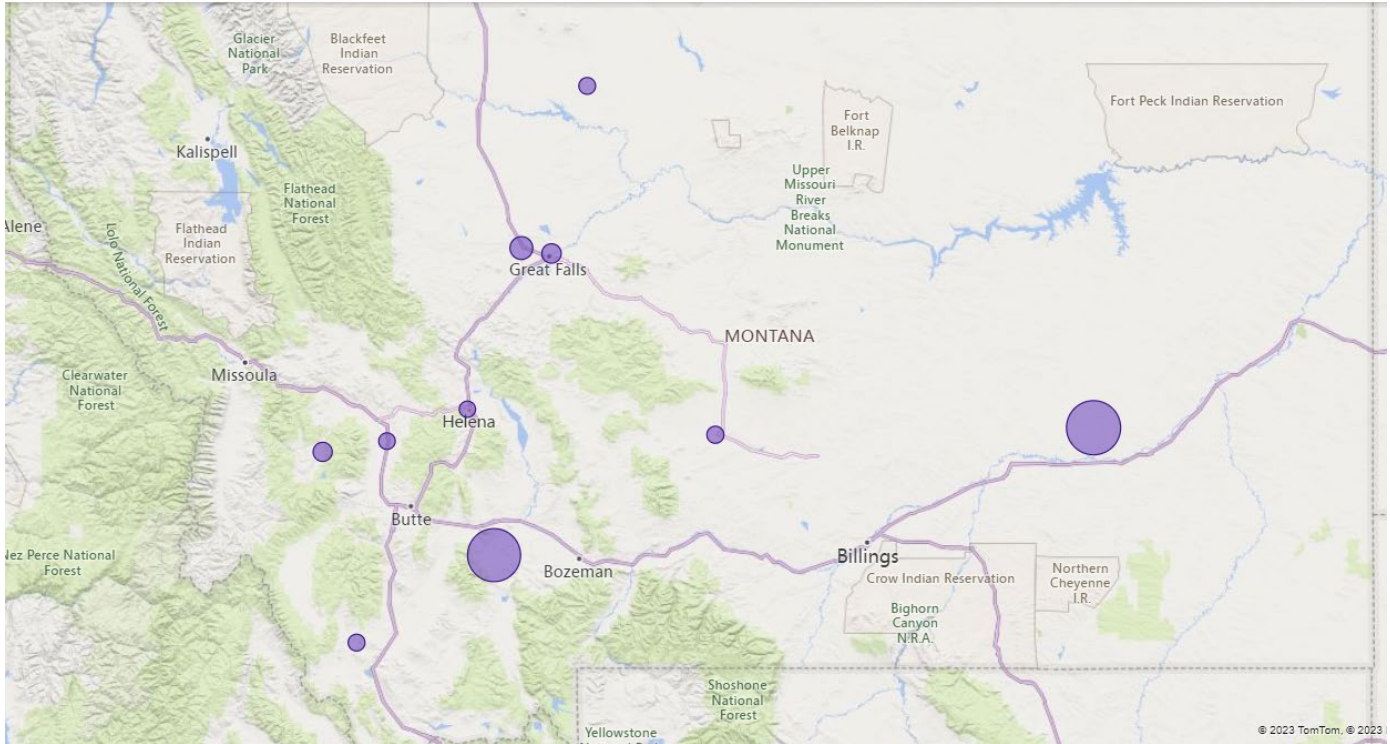 Glacier
National
Park
Blackfeet
Indian
Reservation
Fort Peck Indian Reservation
Fort
Belknap
I.R.
Kalispell
Upper
Missouri
River
Breaks
National
Monument
Flathead
National
Forest
Alene
Flathead
Indian
Reservation
Lolo National Forest
Great Falls
MONTANA
Missoula
Clearwater
National
Forest
Helena
Butte
Nez Perce National
Forest
Bozeman
Billings
Crow Indian Reservation
Northern
Cheyenne
I.R.
Bighorn
Canyon
N.R.A.
Shoshone
National
Forest
Yellowstone
© 2023 TomTom, © 2023